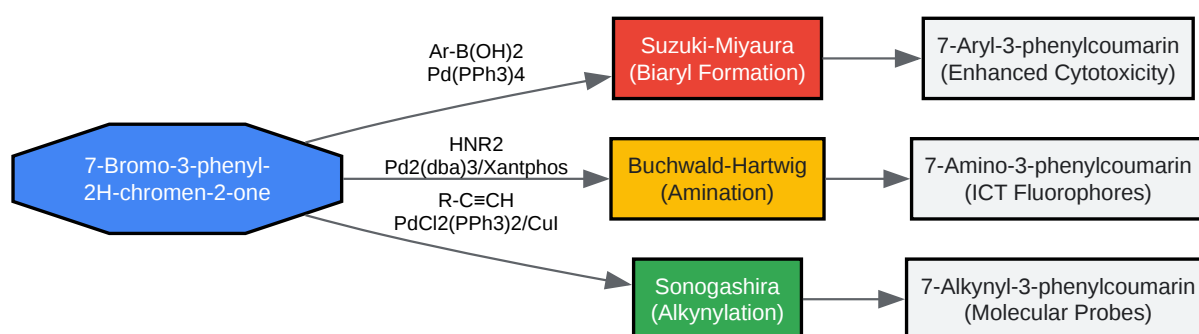 7-Bromo-3-phenyl-
2H-chromen-2-one
Ar-B(OH)2
Pd(PPh3)4
Suzuki-Miyaura
(Biaryl Formation)
7-Aryl-3-phenylcoumarin
(Enhanced Cytotoxicity)
HNR2
Pd2(dba)3/Xantphos
Buchwald-Hartwig
(Amination)
7-Amino-3-phenylcoumarin
(ICT Fluorophores)
R-C≡CH
PdCl2(PPh3)2/CuI
Sonogashira
(Alkynylation)
7-Alkynyl-3-phenylcoumarin
(Molecular Probes)